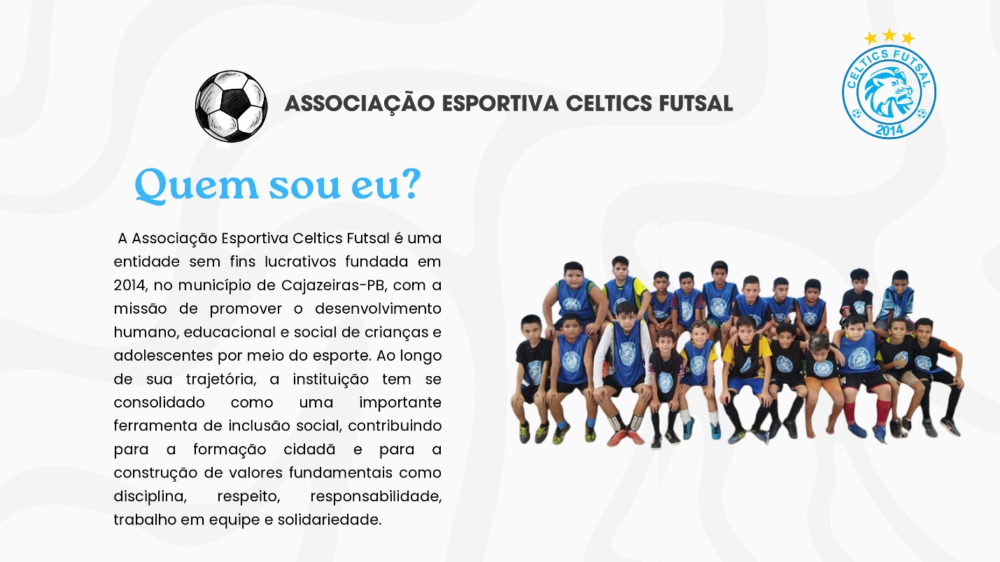 CELTICS FUTSAL
2014
ASSOCIAÇÃO ESPORTIVA CELTICS FUTSAL
Quem sou eu?
A Associação Esportiva Celtics Futsal é uma
entidade sem fins lucrativos fundada em
2014, no município de Cajazeiras-PB, com a
missão de promover o desenvolvimento
humano, educacional e social de crianças e
adolescentes por meio do esporte. Ao longo
de sua trajetória, a instituição tem se
consolidado como uma importante
ferramenta de inclusão social, contribuindo
para a formação cidadã e para a
construção de valores fundamentais como
disciplina, respeito, responsabilidade,
trabalho em equipe e solidariedade.